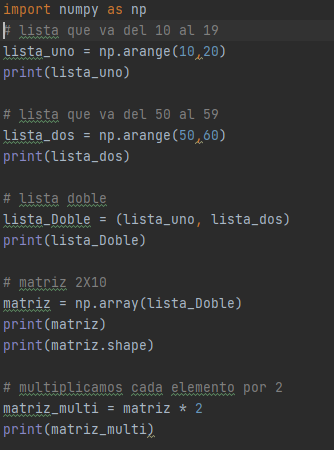 import numpy as np
# lista que va del 10 al 19
lista_uno = np.arange(10,20)
print(lista_uno)
# lista que va del 50 al 59
lista_dos = np.arange(50,60)
print(lista_dos)
# lista doble
lista_Doble = (lista_uno, lista_dos)
print(lista_Doble)
# matriz 2X10
matriz = np.array(lista_Doble)
print(matriz)
print(matriz.shape)
# multiplicamos cada elemento por 2
matriz_multi = matriz * 2
print(matriz_multi)